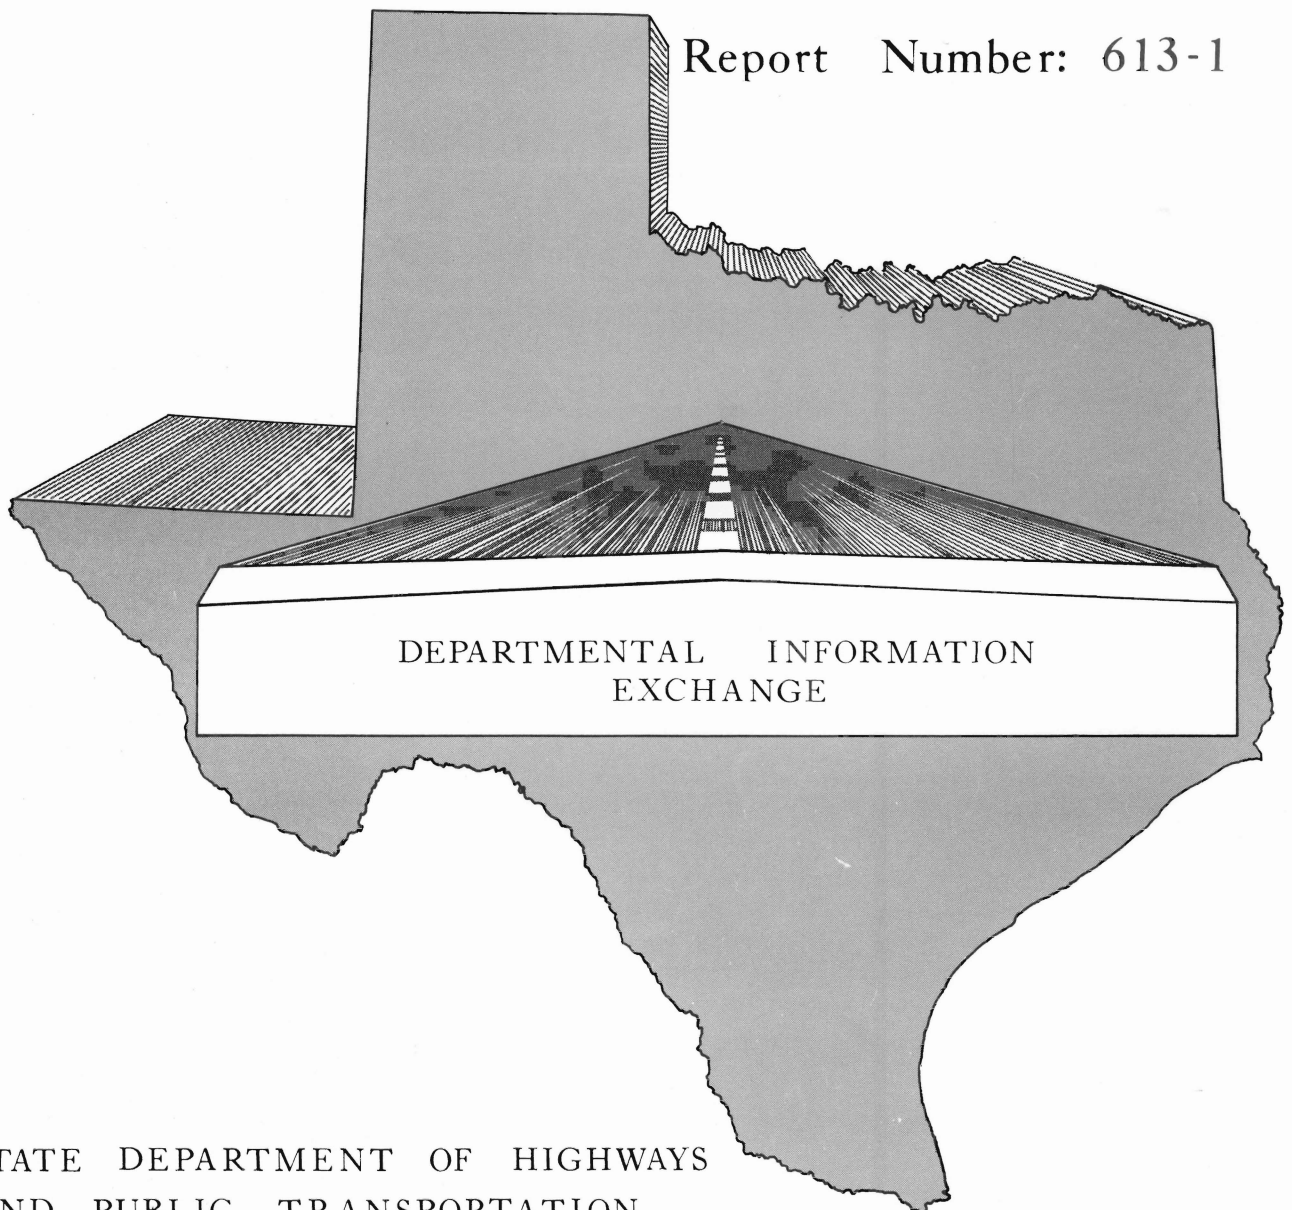 Report Number: 613-1
DEPARTMENTAL INFORMATION
EXCHANGE
TATE DEPARTMENT OF HIGHWAYS
ND PUBLIC TRANSPORTATION